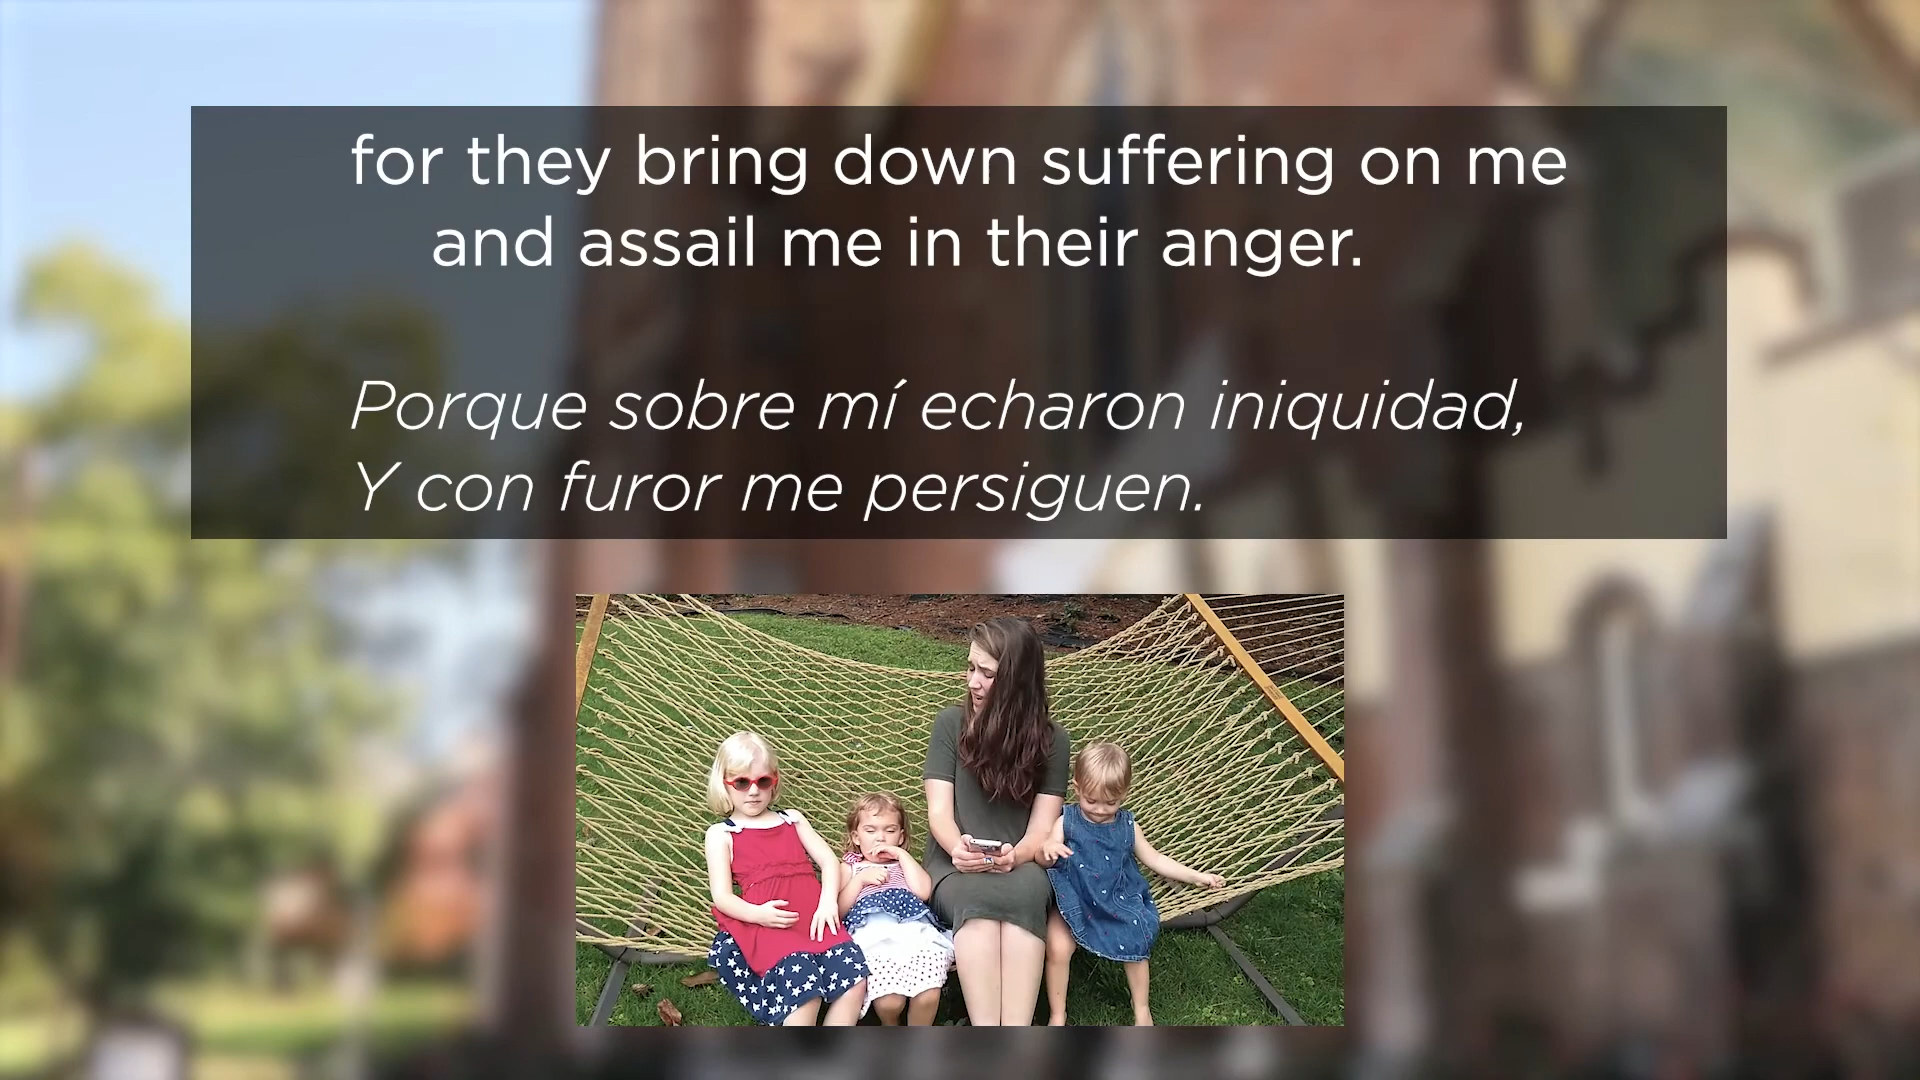 for they bring down suffering on me
and assail me in their anger.
Porque sobre mí echaron iniquidad,
Y con furor me persiguen.